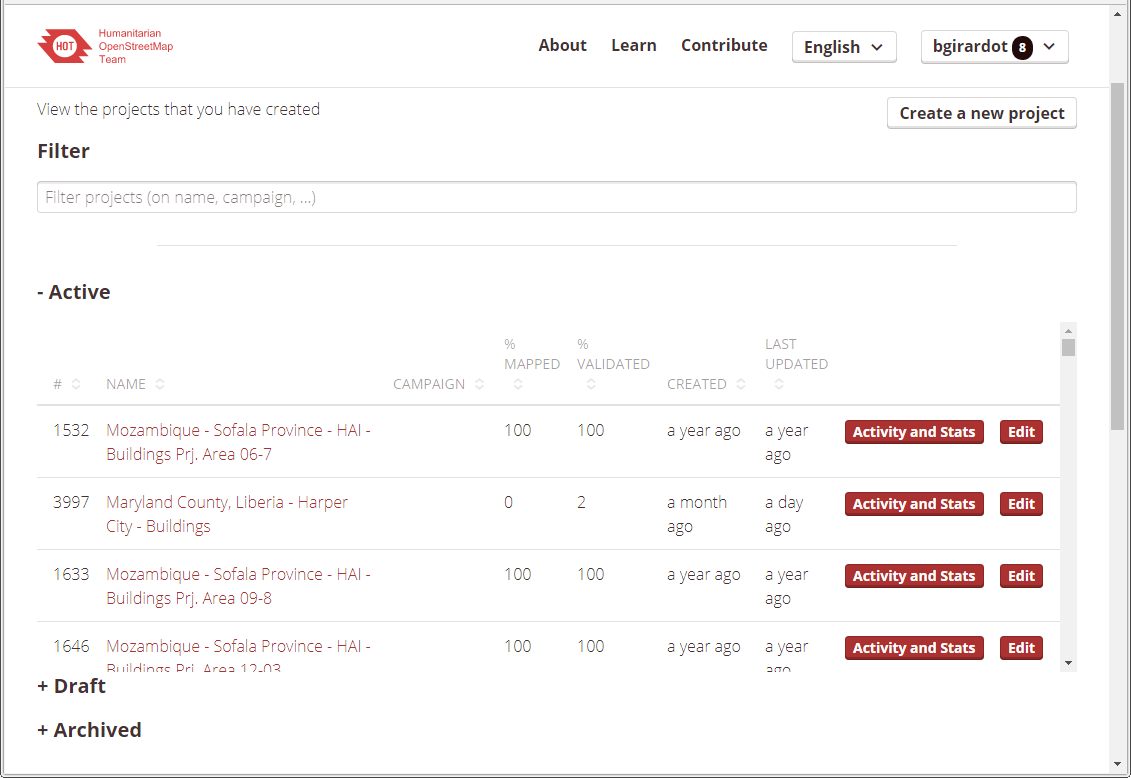 HOT
Humanitarian
OpenStreetMap
Team
About Learn Contribute English bgirardot 8
View the projects that you have created
Create a new project
Filter
Filter projects (on name, campaign, ...)
- Active
# NAME CAMPAIGN % MAPPED % VALIDATED CREATED LAST UPDATED
1532 Mozambique - Sofala Province - HAI - 100 100 a year ago a year Activity and Stats Edit
Buildings Prj. Area 06-7 ago
3997 Maryland County, Liberia - Harper 0 2 a month a day Activity and Stats Edit
City - Buildings ago ago
1633 Mozambique - Sofala Province - HAI - 100 100 a year ago a year Activity and Stats Edit
Buildings Prj. Area 09-8 ago
1646 Mozambique - Sofala Province - HAI - 100 100 a year ago a year Activity and Stats Edit
Buildings Prj. Area 12-03 ago
+ Draft
+ Archived